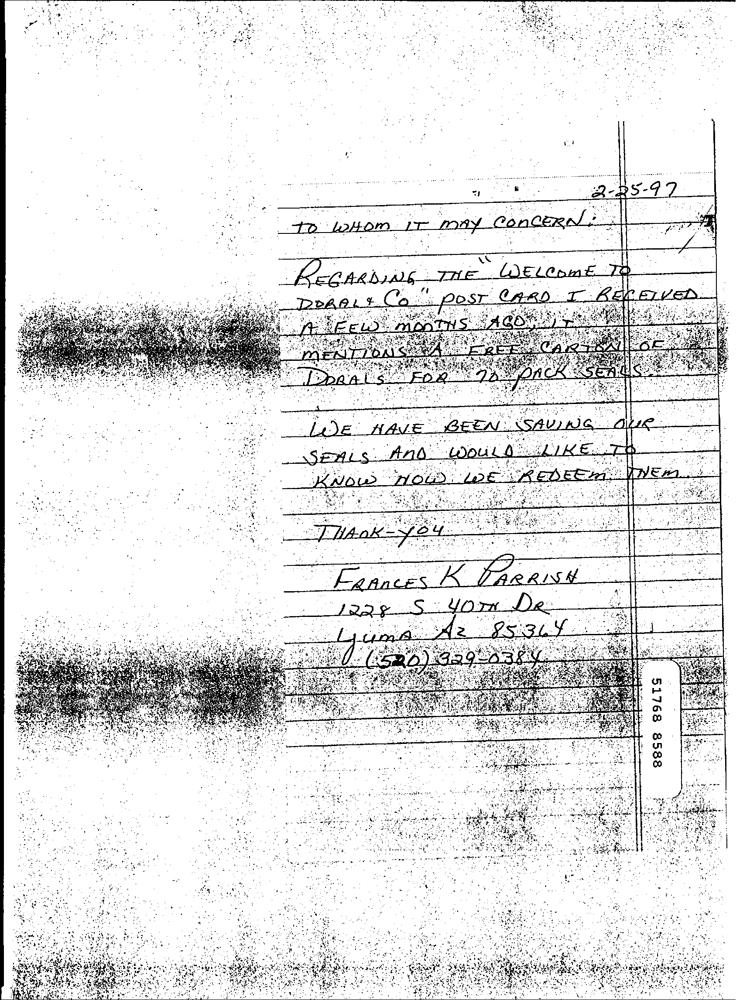 2-25-97
TO WHOM IT MAY CONCERN:
REGARDING THE "WELCOME TO
DORAL & CO" POST CARD I RECEIVED
A FEW MONTHS AGO, IT
MENTIONS A FREE CARTON OF
DORALS FOR 70 PACK SEALS.
WE HAVE BEEN SAVING OUR
SEALS AND WOULD LIKE TO
KNOW HOW WE REDEEM THEM
THANK-YOU
FRANCES K PARRISH
1228 S 40TH DR
YUMA AZ 85364
(520) 329-0384
51768 8588